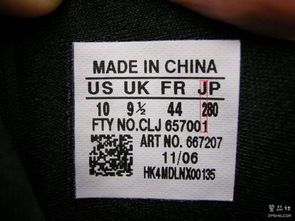 MADE IN CHINA
US UK FR JP
10 9½ 44 280
FTY NO.CLJ 657001
ART NO. 667207
11/06
HK4MDLNX00135